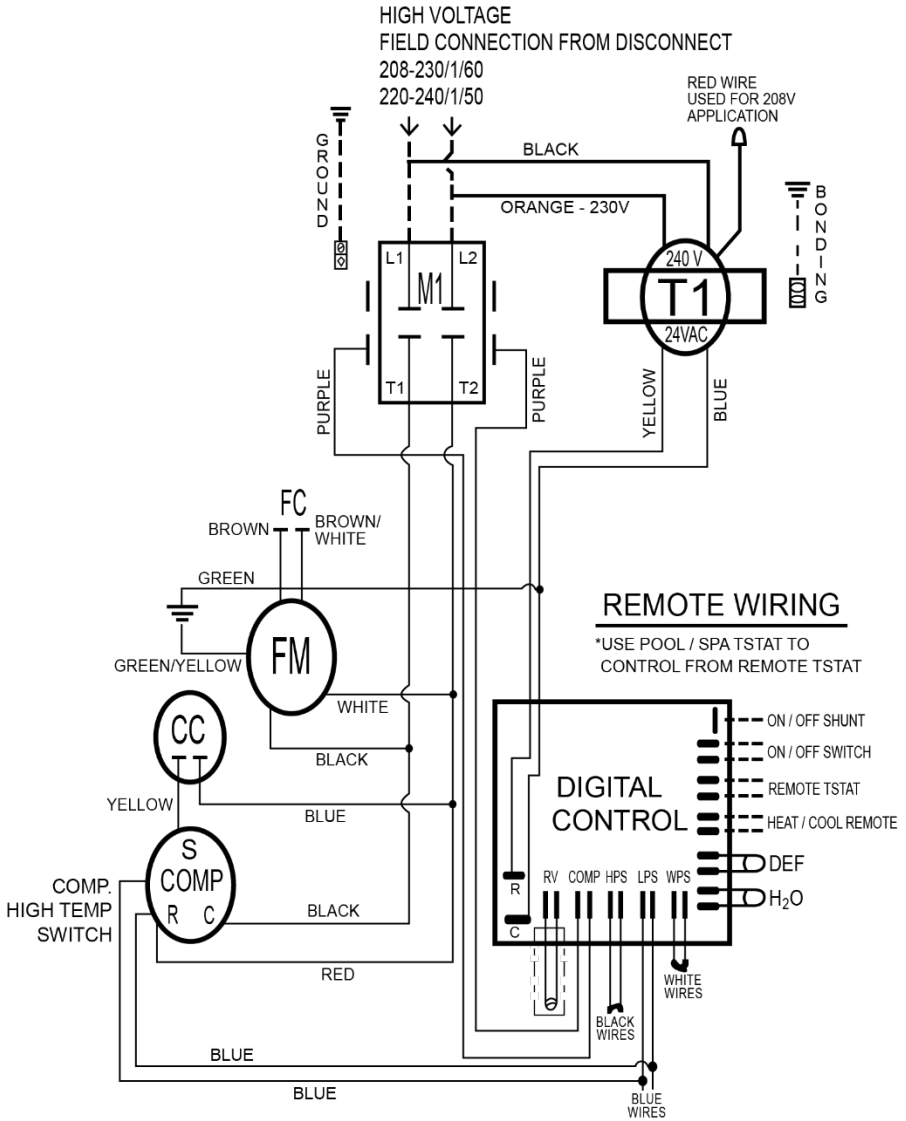 HIGH VOLTAGE
FIELD CONNECTION FROM DISCONNECT
208-230/1/60
220-240/1/50
RED WIRE
USED FOR 208V
APPLICATION
GROUND
BLACK
ORANGE - 230V
BONDING
L1
L2
M1
T1
T2
240 V
T1
24VAC
PURPLE
PURPLE
YELLOW
BLUE
FC
BROWN
BROWN/
WHITE
GREEN
FM
GREEN/YELLOW
WHITE
BLACK
REMOTE WIRING
*USE POOL / SPA TSTAT TO
CONTROL FROM REMOTE TSTAT
CC
YELLOW
BLUE
S
COMP
R
C
COMP.
HIGH TEMP
SWITCH
BLACK
RED
DIGITAL
CONTROL
ON / OFF SHUNT
ON / OFF SWITCH
REMOTE TSTAT
HEAT / COOL REMOTE
DEF
H2O
R
C
RV
COMP
HPS
LPS
WPS
WHITE
WIRES
BLACK
WIRES
BLUE
BLUE
BLUE
WIRES